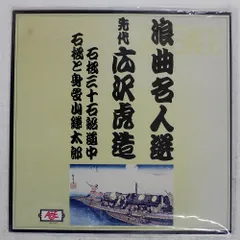 浪曲名人選
先代 広沢虎造
石松三十石船道中
石松と身受山鎌太郎